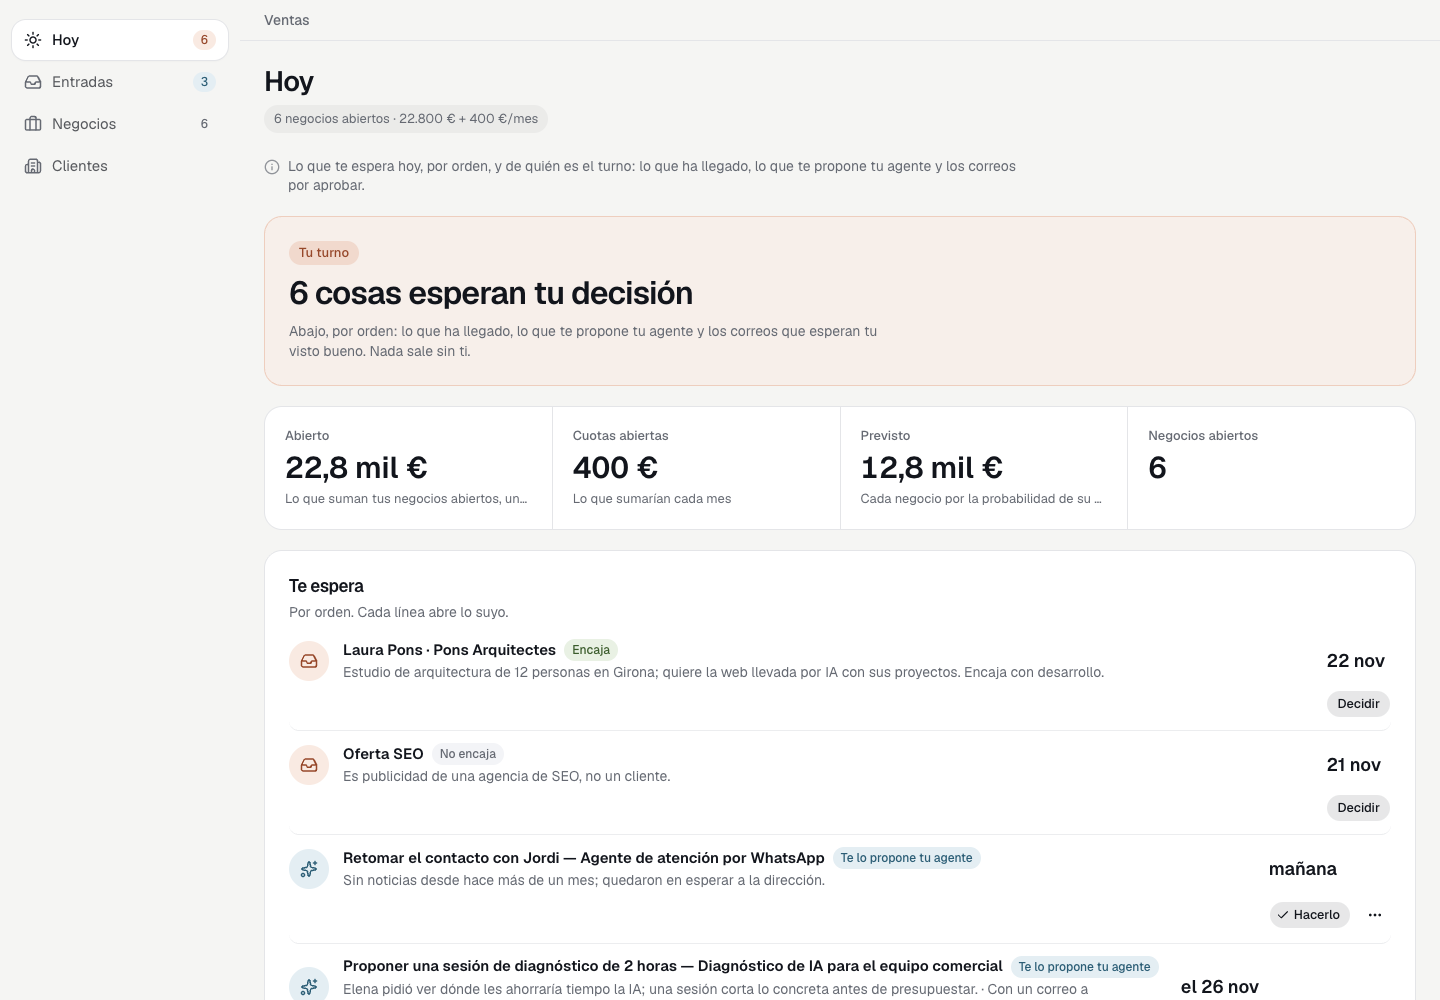 Hoy
6
Entradas
3
Negocios
6
Clientes
Ventas
Hoy
6 negocios abiertos · 22.800 € + 400 €/mes
Lo que te espera hoy, por orden, y de quién es el turno: lo que ha llegado, lo que te propone tu agente y los correos
por aprobar.
Tu turno
6 cosas esperan tu decisión
Abajo, por orden: lo que ha llegado, lo que te propone tu agente y los correos que esperan tu
visto bueno. Nada sale sin ti.
Abierto
22,8 mil €
Lo que suman tus negocios abiertos, un…
Cuotas abiertas
400 €
Lo que sumarían cada mes
Previsto
12,8 mil €
Cada negocio por la probabilidad de su …
Negocios abiertos
6
Te espera
Por orden. Cada línea abre lo suyo.
Laura Pons · Pons Arquitectes
Encaja
Estudio de arquitectura de 12 personas en Girona; quiere la web llevada por IA con sus proyectos. Encaja con desarrollo.
22 nov
Decidir
Oferta SEO
No encaja
Es publicidad de una agencia de SEO, no un cliente.
21 nov
Decidir
Retomar el contacto con Jordi — Agente de atención por WhatsApp
Te lo propone tu agente
Sin noticias desde hace más de un mes; quedaron en esperar a la dirección.
mañana
Hacerlo
Proponer una sesión de diagnóstico de 2 horas — Diagnóstico de IA para el equipo comercial
Te lo propone tu agente
Elena pidió ver dónde les ahorraría tiempo la IA; una sesión corta lo concreta antes de presupuestar. · Con un correo a
el 26 nov